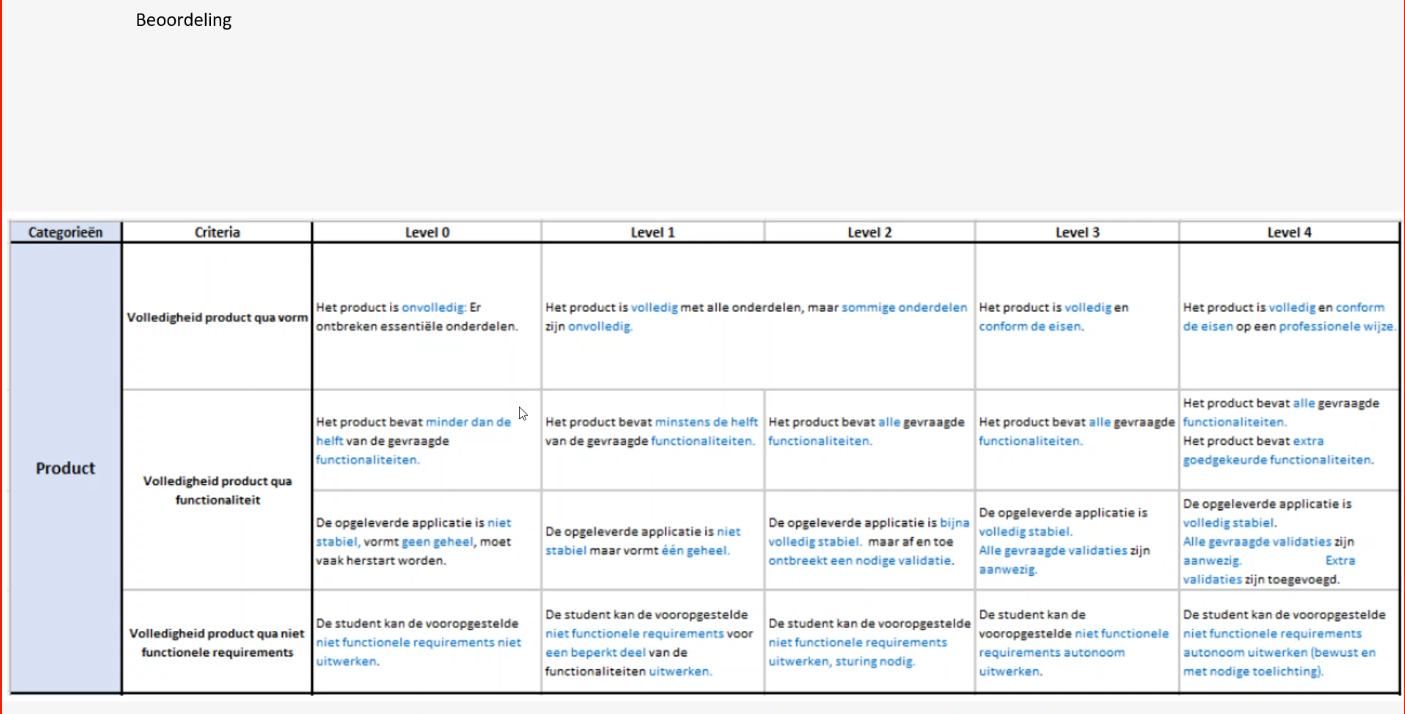 Beoordeling
Categorieën Criteria Level 0 Level 1 Level 2 Level 3 Level 4
Product
Volledigheid product qua vorm
Het product is onvolledig: Er
ontbreken essentiële onderdelen.
Het product is volledig met alle onderdelen, maar sommige onderdelen
zijn onvolledig.
Het product is volledig en
conform de eisen.
Het product is volledig en conform
de eisen op een professionele wijze.
Volledigheid product qua
functionaliteit
Het product bevat minder dan de
helft van de gevraagde
functionaliteiten.
Het product bevat minstens de helft
van de gevraagde functionaliteiten.
Het product bevat alle gevraagde
functionaliteiten.
Het product bevat alle gevraagde
functionaliteiten.
Het product bevat alle gevraagde
functionaliteiten.
Het product bevat extra
goedgekeurde functionaliteiten.
De opgeleverde applicatie is niet
stabiel, vormt geen geheel, moet
vaak herstart worden.
De opgeleverde applicatie is niet
stabiel maar vormt één geheel.
De opgeleverde applicatie is bijna
volledig stabiel. maar af en toe
ontbreekt een nodige validatie.
De opgeleverde applicatie is
volledig stabiel.
Alle gevraagde validaties zijn
aanwezig.
De opgeleverde applicatie is
volledig stabiel.
Alle gevraagde validaties zijn
aanwezig. Extra
validaties zijn toegevoegd.
Volledigheid product qua niet
functionele requirements
De student kan de vooropgestelde
niet functionele requirements niet
uitwerken.
De student kan de vooropgestelde
niet functionele requirements voor
een beperkt deel van de
functionaliteiten uitwerken.
De student kan de vooropgestelde
niet functionele requirements
uitwerken, sturing nodig.
De student kan de
vooropgestelde niet functionele
requirements autonoom
uitwerken.
De student kan de vooropgestelde
niet functionele requirements
autonoom uitwerken (bewust en
met nodige toelichting).